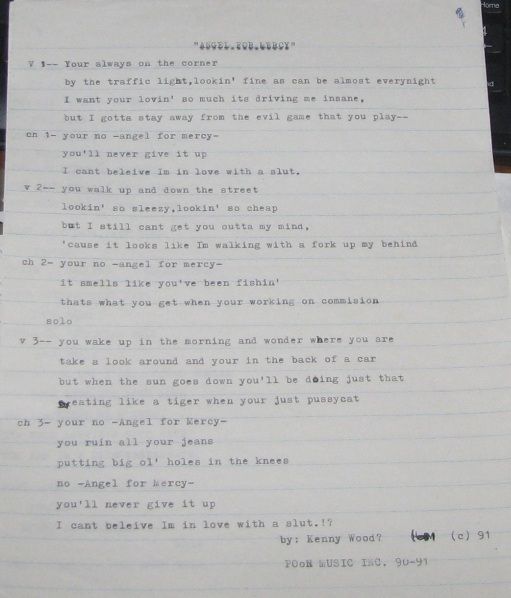 "ANGEL FOR MERCY"
V 1-- Your always on the corner
by the traffic light,lookin' fine as can be almost everynight
I want your lovin' so much its driving me insane,
but I gotta stay away from the evil game that you play--
ch 1- your no -angel for mercy-
you'll never give it up
I cant beleive Im in love with a slut.
v 2-- you walk up and down the street
lookin' so sleezy,lookin' so cheap
but I still cant get you outta my mind,
'cause it looks like Im walking with a fork up my behind
ch 2- your no -angel for mercy-
it smells like you've been fishin'
thats what you get when your working on commision
solo
v 3-- you wake up in the morning and wonder where you are
take a look around and your in the back of a car
but when the sun goes down you'll be doing just that
eating like a tiger when your just pussycat
ch 3- your no -Angel for Mercy-
you ruin all your jeans
putting big ol' holes in the knees
no -Angel for Mercy-
you'll never give it up
I cant beleive Im in love with a slut.!?
by: Kenny Wood? (c) 91
POoN MUSIC INC. 90-91
Home